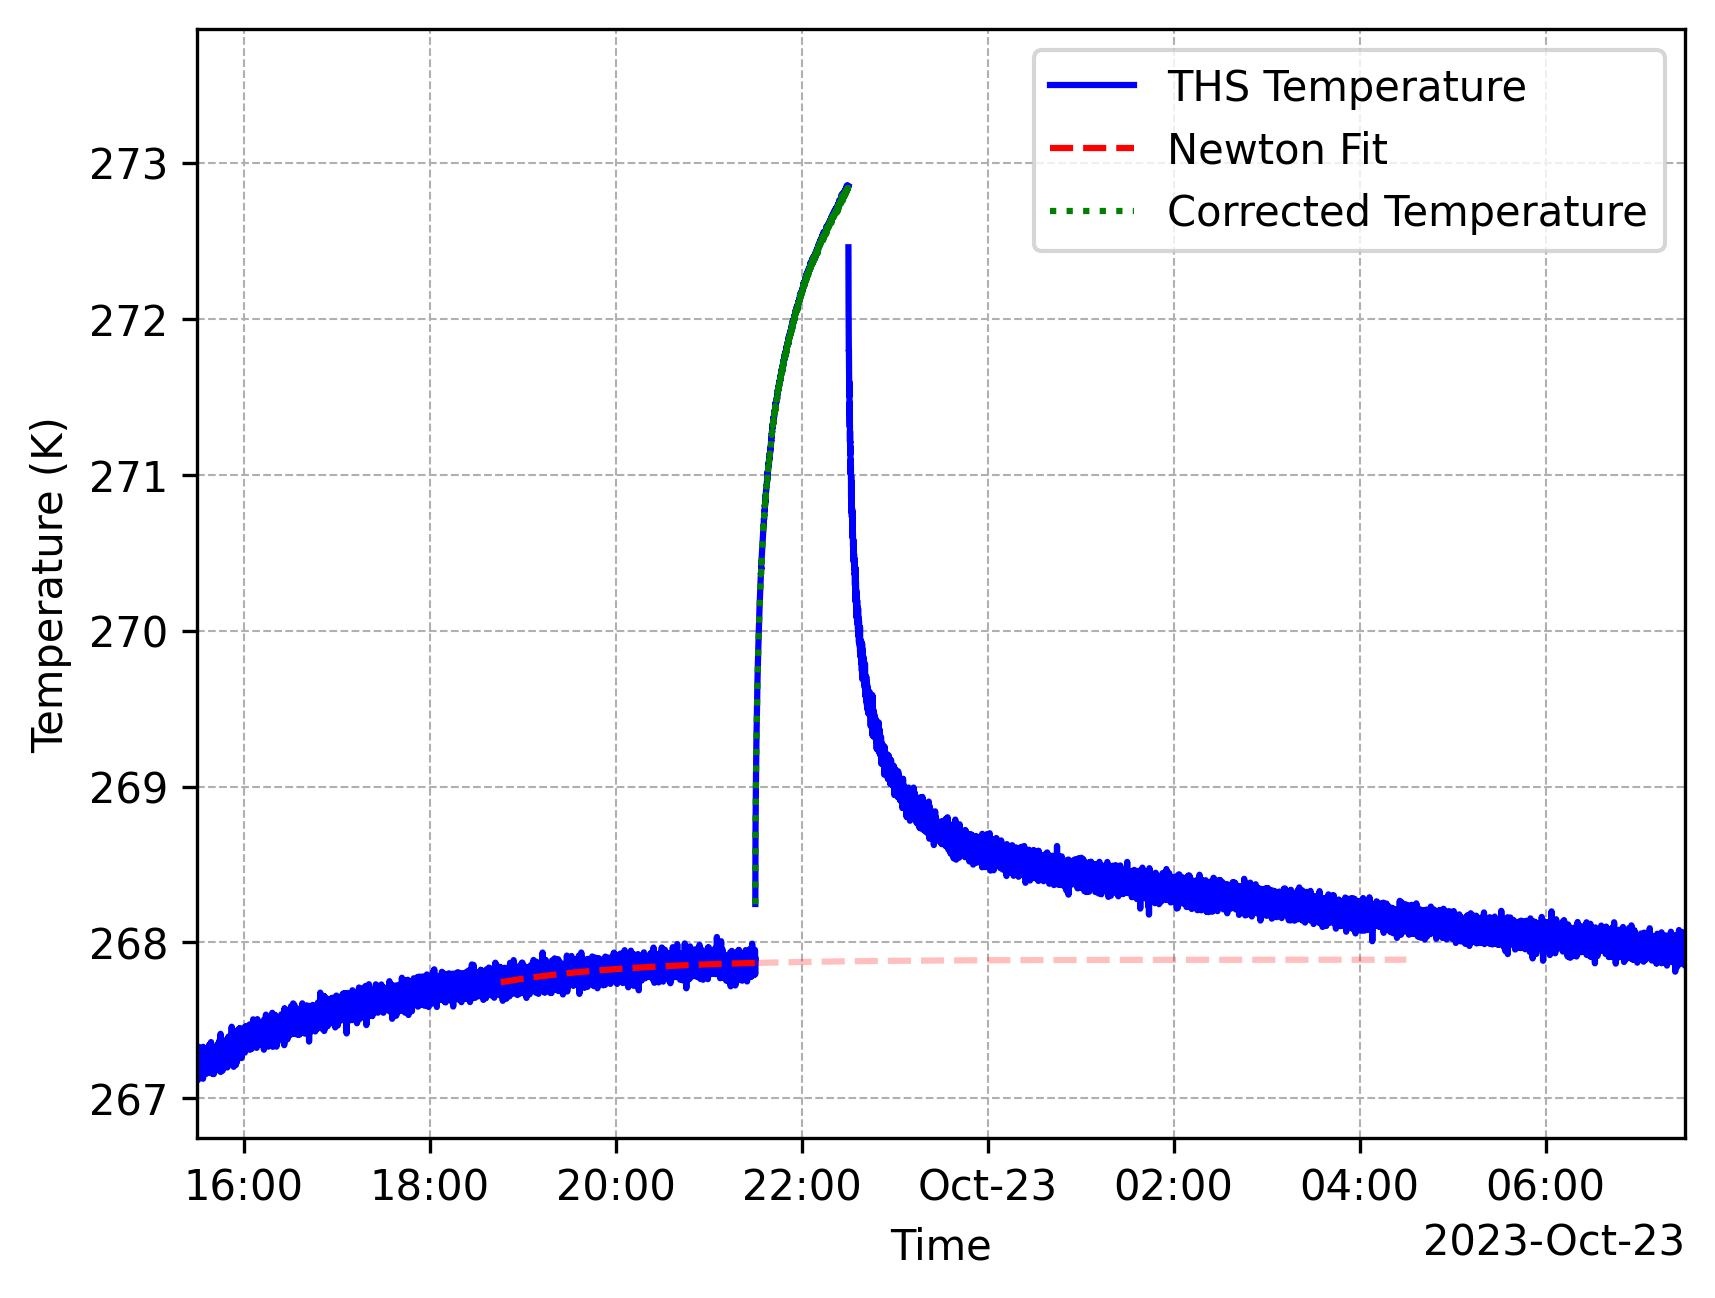 THS Temperature
Newton Fit
Corrected Temperature
273
272
271
270
269
268
267
Temperature (K)
16:00 18:00 20:00 22:00 Oct-23 02:00 04:00 06:00
2023-Oct-23
Time